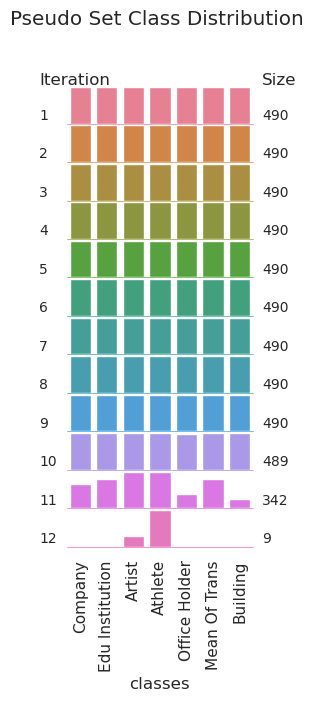 Pseudo Set Class Distribution
Iteration Size
1 490
2 490
3 490
4 490
5 490
6 490
7 490
8 490
9 490
10 489
11 342
12 9
Company
Edu Institution
Artist
Athlete
Office Holder
Mean Of Trans
Building
classes